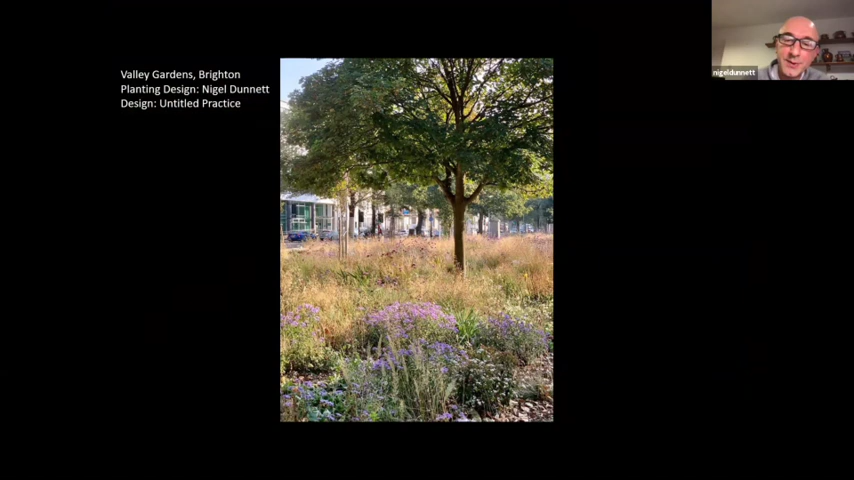 Valley Gardens, Brighton
Planting Design: Nigel Dunnett
Design: Untitled Practice
nigeldunnett